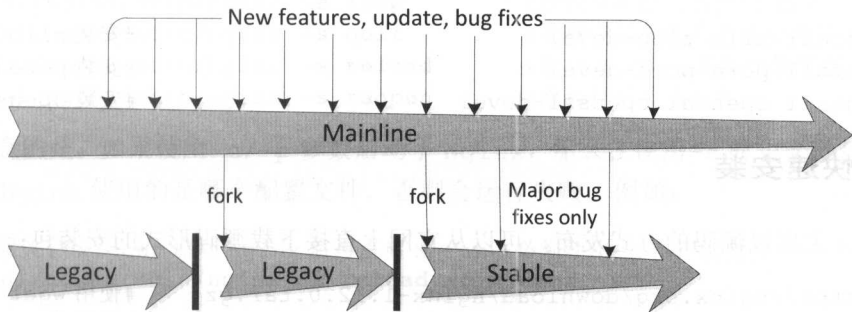 New features, update, bug fixes
Mainline
fork
fork
Major bug
fixes only
Legacy
Legacy
Stable